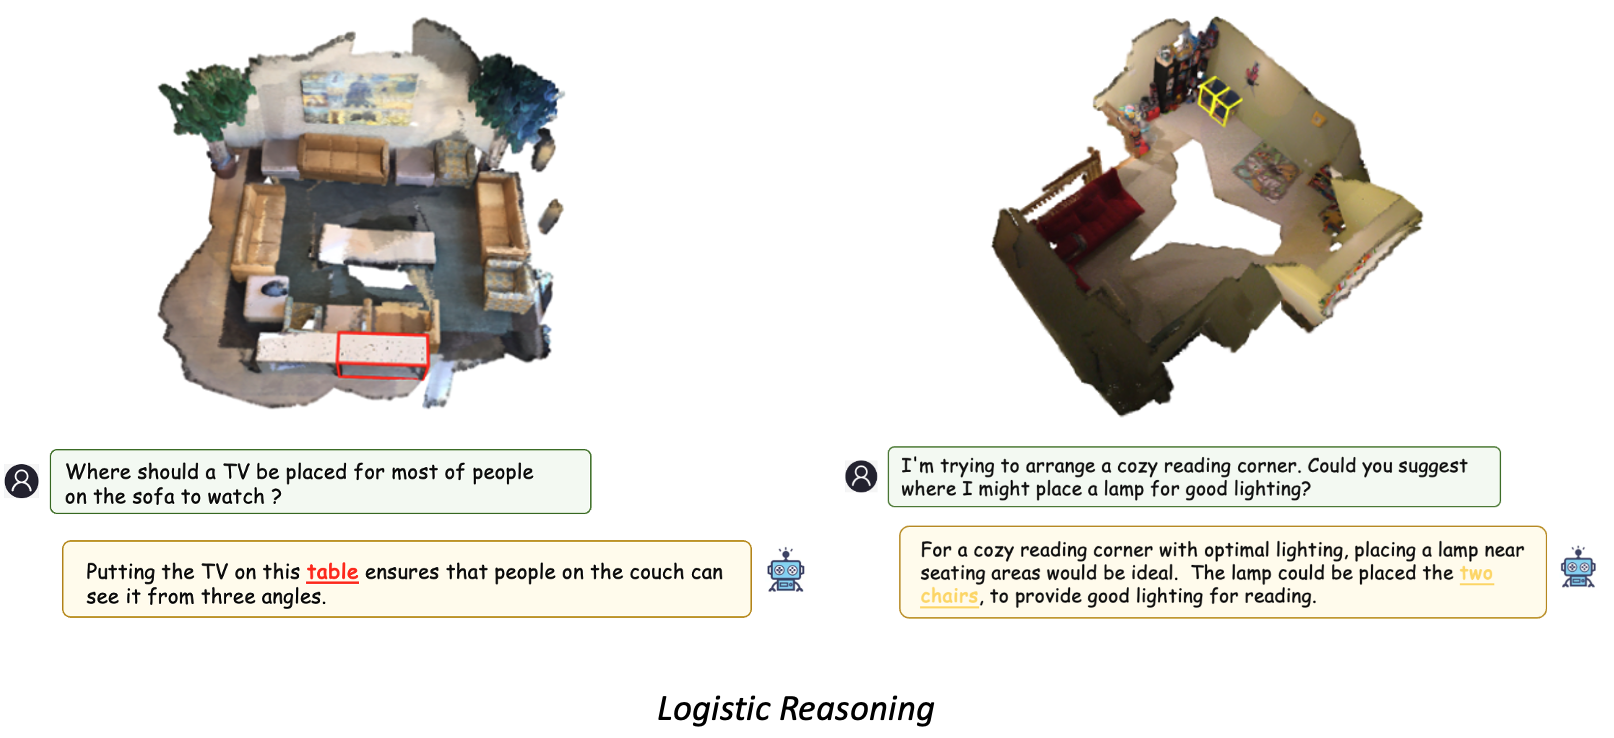 Where should a TV be placed for most of people
on the sofa to watch ?
Putting the TV on this table ensures that people on the couch can
see it from three angles.
I'm trying to arrange a cozy reading corner. Could you suggest
where I might place a lamp for good lighting?
For a cozy reading corner with optimal lighting, placing a lamp near
seating areas would be ideal. The lamp could be placed the two
chairs, to provide good lighting for reading.
Logistic Reasoning